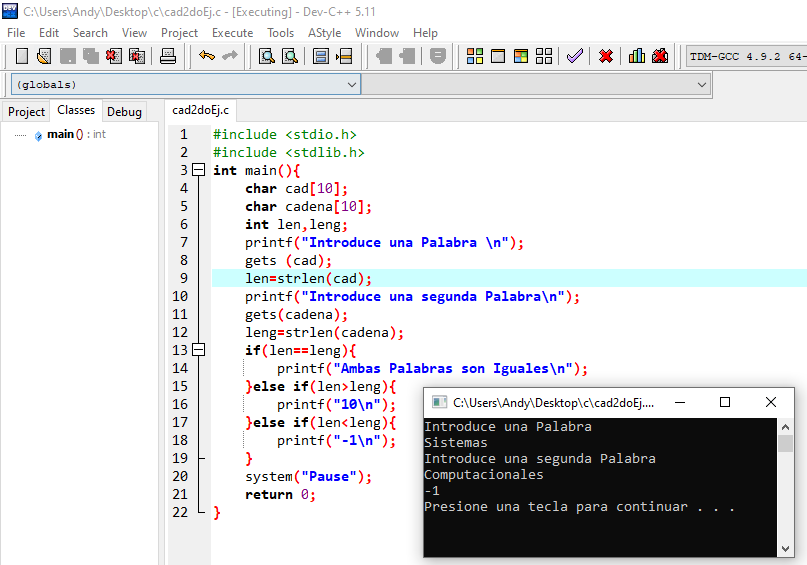 C:\Users\Andy\Desktop\c\cad2doEj.c - [Executing] - Dev-C++ 5.11
File Edit Search View Project Execute Tools AStyle Window Help
TDM-GCC 4.9.2 64-
(globals)
Project Classes Debug
cad2doEj.c
main () : int
1 #include <stdio.h>
2 #include <stdlib.h>
3 int main(){
4 char cad[10];
5 char cadena[10];
6 int len,leng;
7 printf("Introduce una Palabra \n");
8 gets (cad);
9 len=strlen(cad);
10 printf("Introduce una segunda Palabra\n");
11 gets(cadena);
12 leng=strlen(cadena);
13 if(len==leng){
14 printf("Ambas Palabras son Iguales\n");
15 }else if(len>leng){
16 printf("10\n");
17 }else if(len<leng){
18 printf("-1\n");
19 }
20 system("Pause");
21 return 0;
22 }
C:\Users\Andy\Desktop\c\cad2doEj....
Introduce una Palabra
Sistemas
Introduce una segunda Palabra
Computacionales
-1
Presione una tecla para continuar . . .